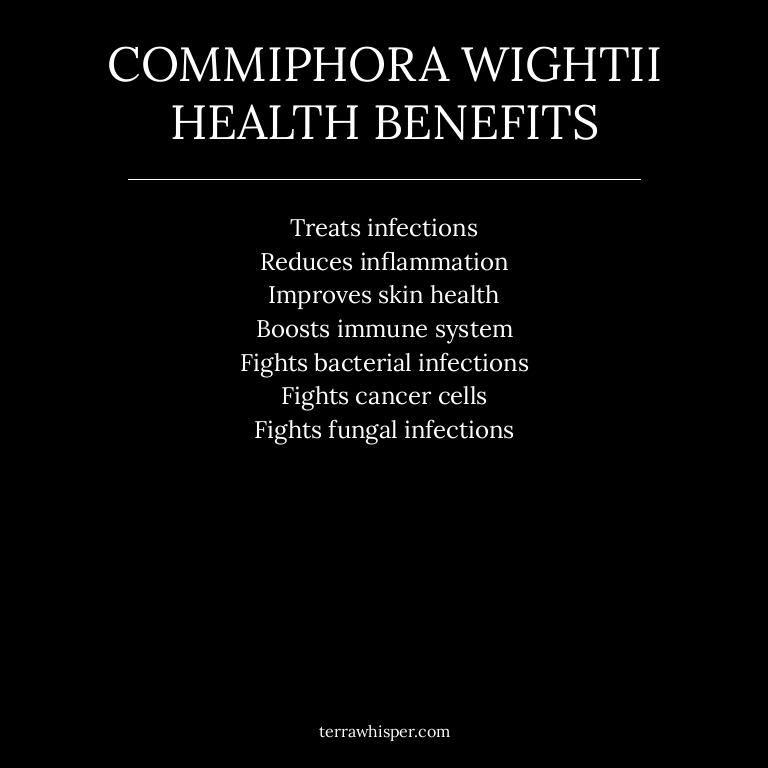 COMMIPHORA WIGHTII
HEALTH BENEFITS
Treats infections
Reduces inflammation
Improves skin health
Boosts immune system
Fights bacterial infections
Fights cancer cells
Fights fungal infections
terrawhisper.com